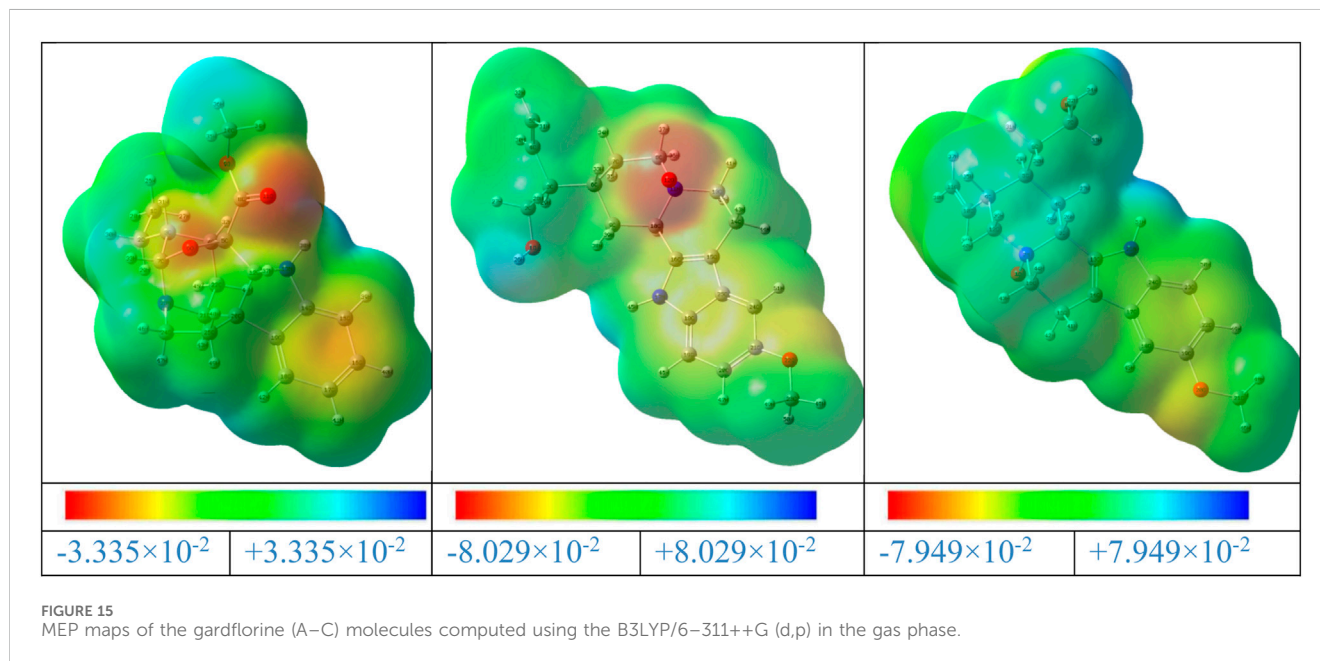 -3.335×10⁻² +3.335×10⁻² -8.029×10⁻² +8.029×10⁻² -7.949×10⁻² +7.949×10⁻²
FIGURE 15
MEP maps of the gardflorine (A–C) molecules computed using the B3LYP/6–311++G (d,p) in the gas phase.